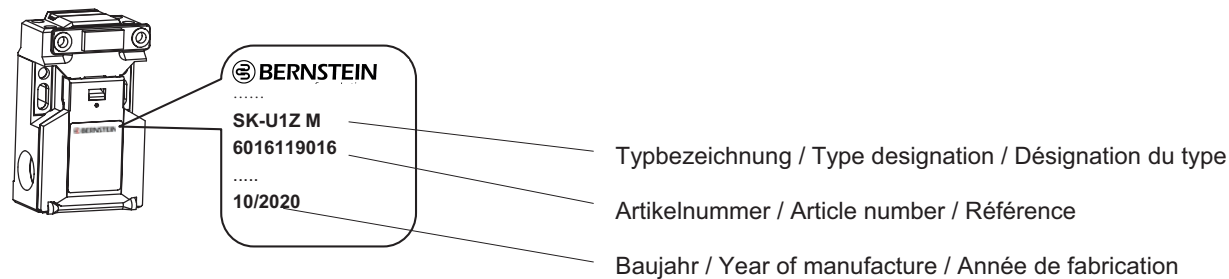 BERNSTEIN
BERNSTEIN
......
SK-U1Z M
6016119016
.....
10/2020
Typbezeichnung / Type designation / Désignation du type
Artikelnummer / Article number / Référence
Baujahr / Year of manufacture / Année de fabrication